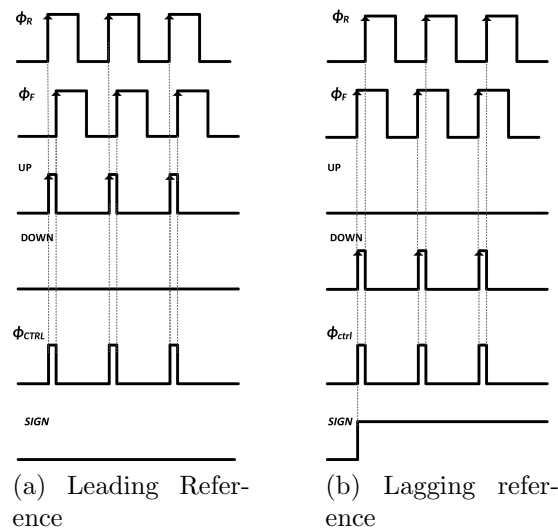 ϕR
ϕF
UP
DOWN
ϕCTRL
SIGN
(a) Leading Refer-
ence
ϕR
ϕF
UP
DOWN
ϕctrl
SIGN
(b) Lagging refer-
ence